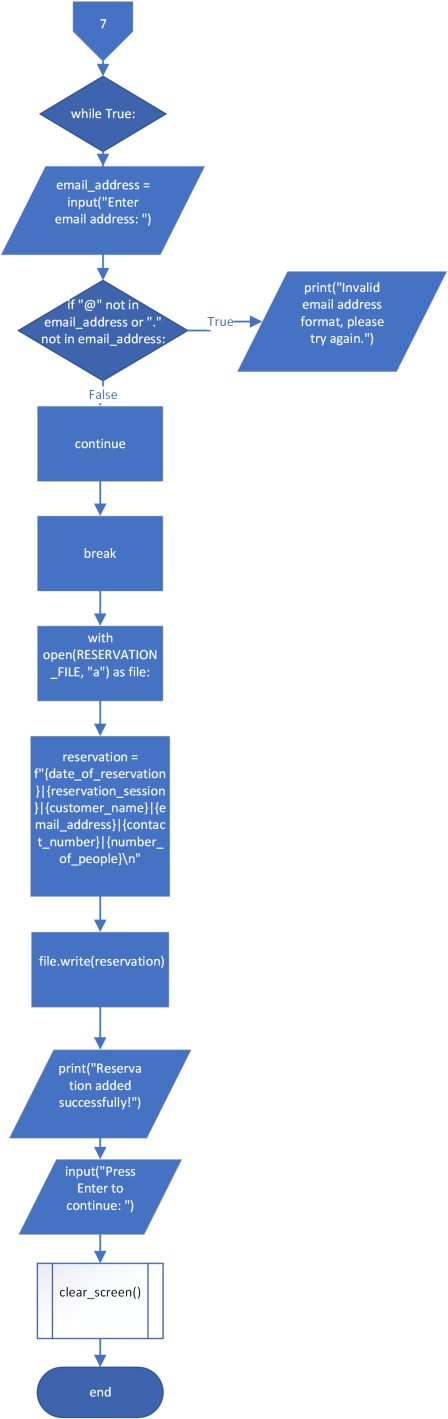 7
while True:
email_address =
input("Enter
email address: ")
if "@" not in
email_address or "."
not in email_address:
True
print("Invalid
email address
format, please
try again.")
False
continue
break
with
open(RESERVATION
_FILE, "a") as file:
reservation =
f"{date_of_reservation
}|{reservation_session
}|{customer_name}|{e
mail_address}|{contac
t_number}|{number_
of_people}\n"
file.write(reservation)
print("Reserva
tion added
successfully!")
input("Press
Enter to
continue: ")
clear_screen()
end